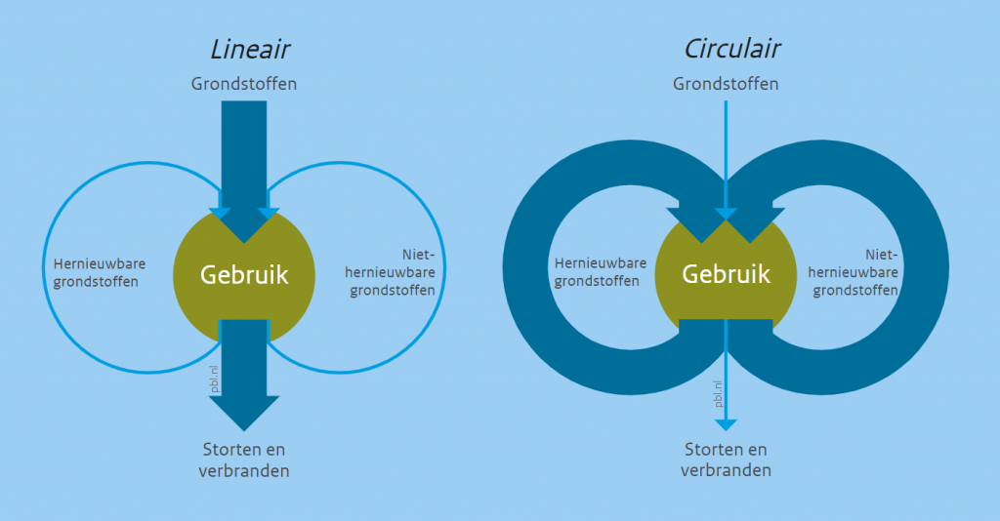 Lineair
Grondstoffen
Hernieuwbare
grondstoffen
Gebruik
Niet-
hernieuwbare
grondstoffen
pbl.nl
Storten en
verbranden
Circulair
Grondstoffen
Hernieuwbare
grondstoffen
Gebruik
Niet-
hernieuwbare
grondstoffen
pbl.nl
Storten en
verbranden